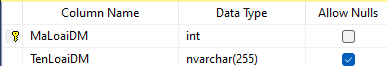 Column Name Data Type Allow Nulls
MaLoaiDM int
TenLoaiDM nvarchar(255)